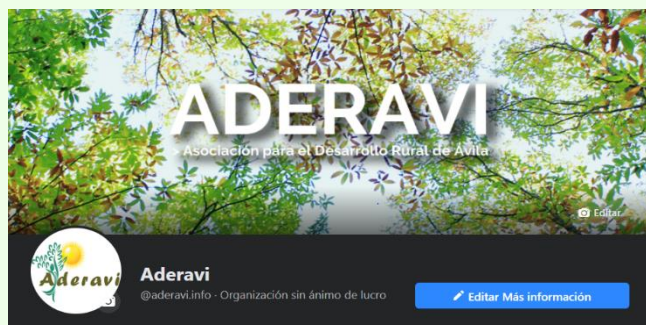 ADERAVI
> Asociación para el Desarrollo Rural de Avila
Editar
Aderavi
Aderavi
@aderavi.info · Organización sin ánimo de lucro
Editar Más información